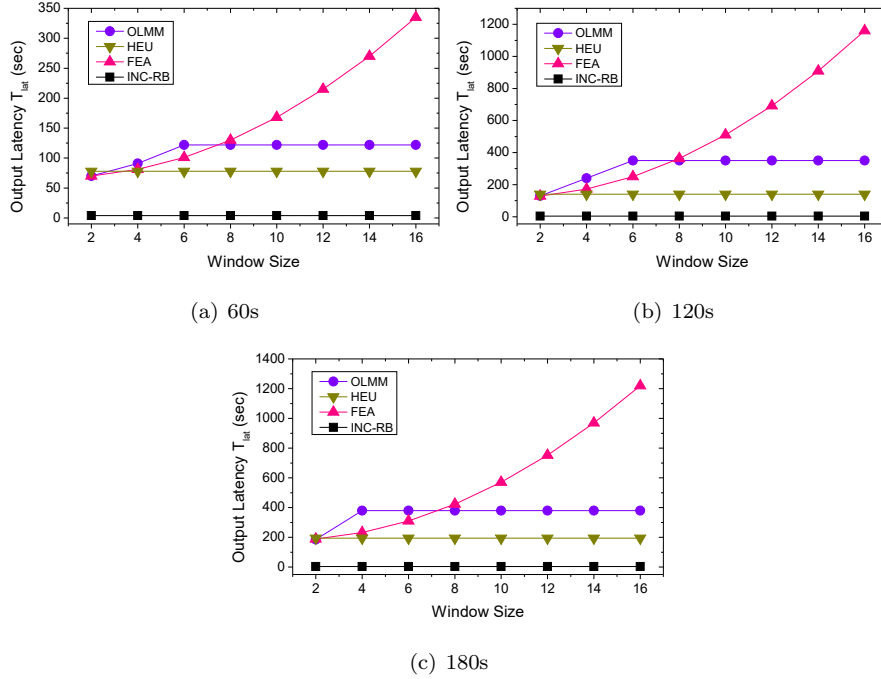 350
300
250
200
150
100
50
0
Output Latency T_lat (sec)
OLMM
HEU
FEA
INC-RB
2 4 6 8 10 12 14 16
Window Size
(a) 60s
1200
1000
800
600
400
200
0
Output Latency T_lat (sec)
OLMM
HEU
FEA
INC-RB
2 4 6 8 10 12 14 16
Window Size
(b) 120s
1400
1200
1000
800
600
400
200
0
Output Latency T_lat (sec)
OLMM
HEU
FEA
INC-RB
2 4 6 8 10 12 14 16
Window Size
(c) 180s